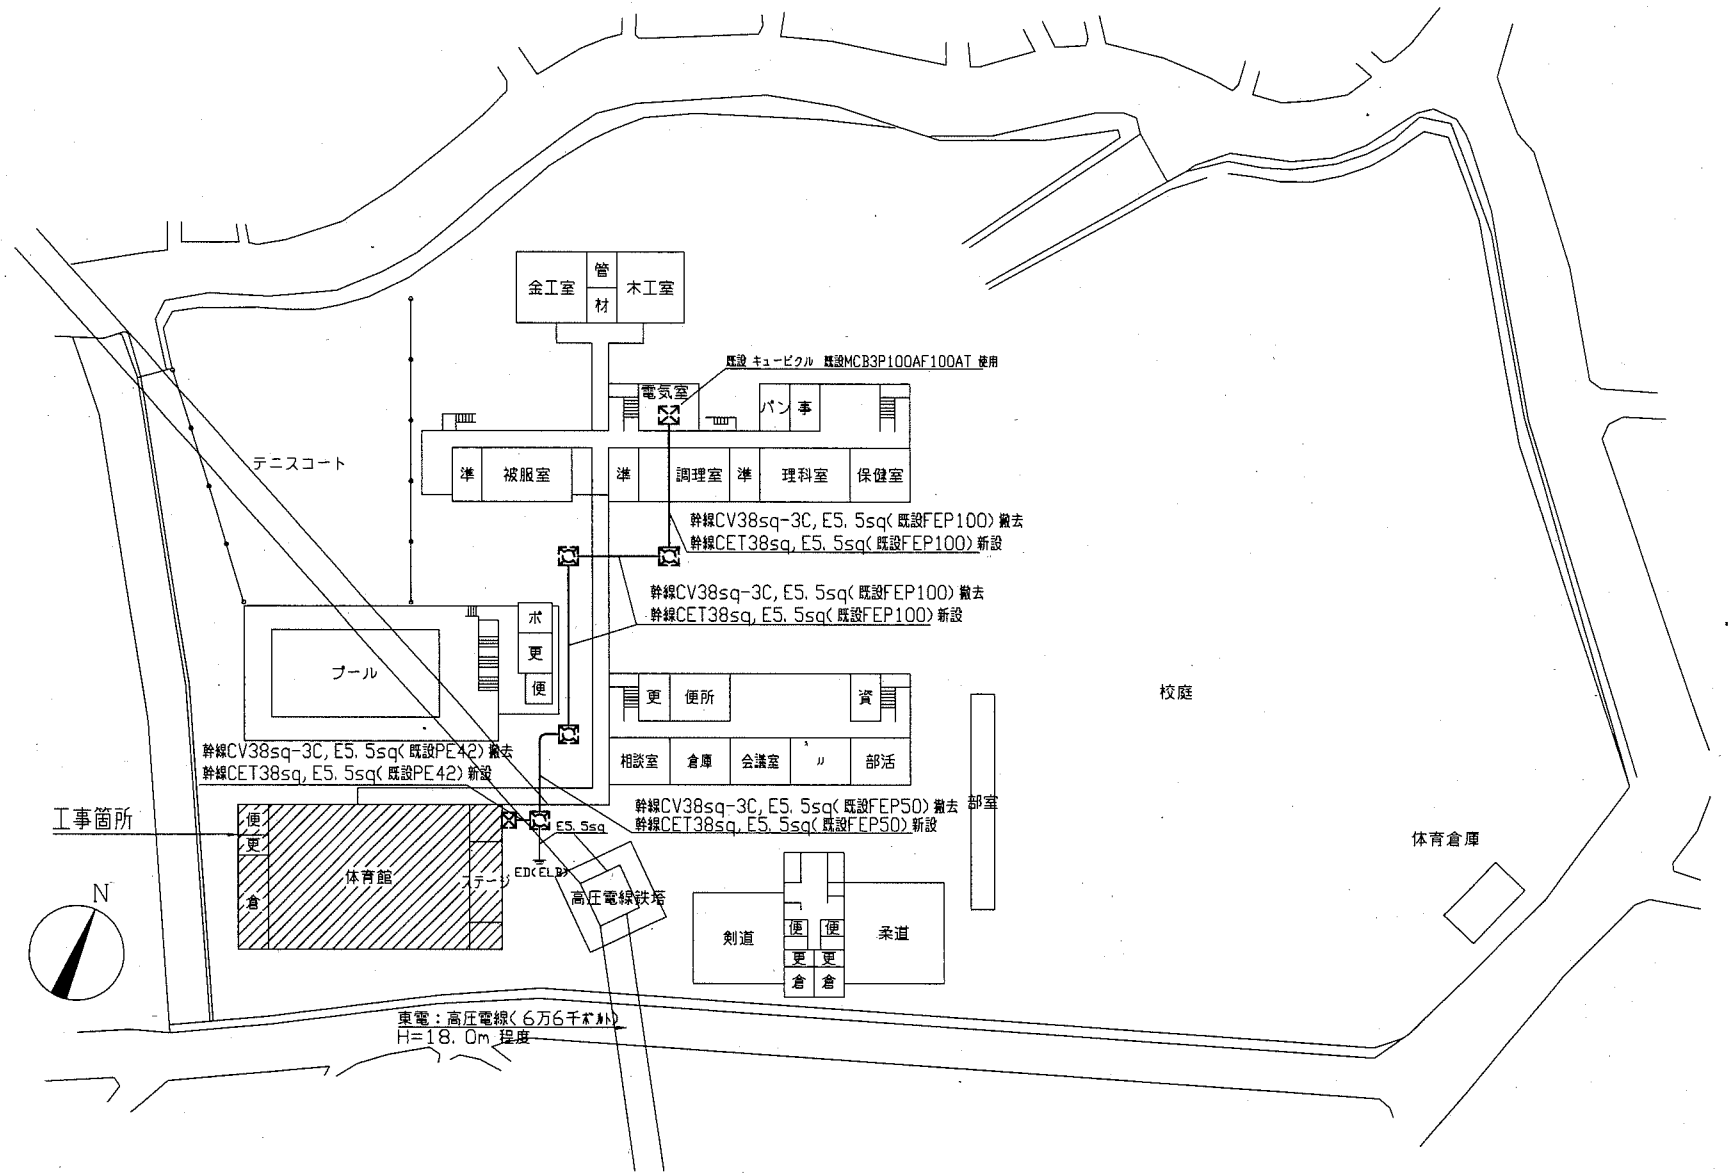 金工室
管
材
木工室
既設 キュービクル 既設MCB3P100AF100AT 使用
電気室
パン
事
テニスコート
準
被服室
準
調理室
準
理科室
保健室
幹線CV38sq-3C, E5. 5sq( 既設FEP100) 撤去
幹線CET38sq, E5. 5sq( 既設FEP100) 新設
幹線CV38sq-3C, E5. 5sq( 既設FEP100) 撤去
幹線CET38sq, E5. 5sq( 既設FEP100) 新設
ポ
更
便
プール
更
便所
資
校庭
幹線CV38sq-3C, E5. 5sq( 既設PE42) 撤去
幹線CET38sq, E5. 5sq( 既設PE42) 新設
相談室
倉庫
会議室
〃
部活
幹線CV38sq-3C, E5. 5sq( 既設FEP50) 撤去
幹線CET38sq, E5. 5sq( 既設FEP50) 新設
部室
工事箇所
便
更
倉
体育館
ステージ
E5. 5sq
ED(ELB)
高圧電線鉄塔
体育倉庫
N
剣道
便
便
更
更
倉
倉
柔道
東電：高圧電線( 6万6千ボルト)
H=18. 0m 程度